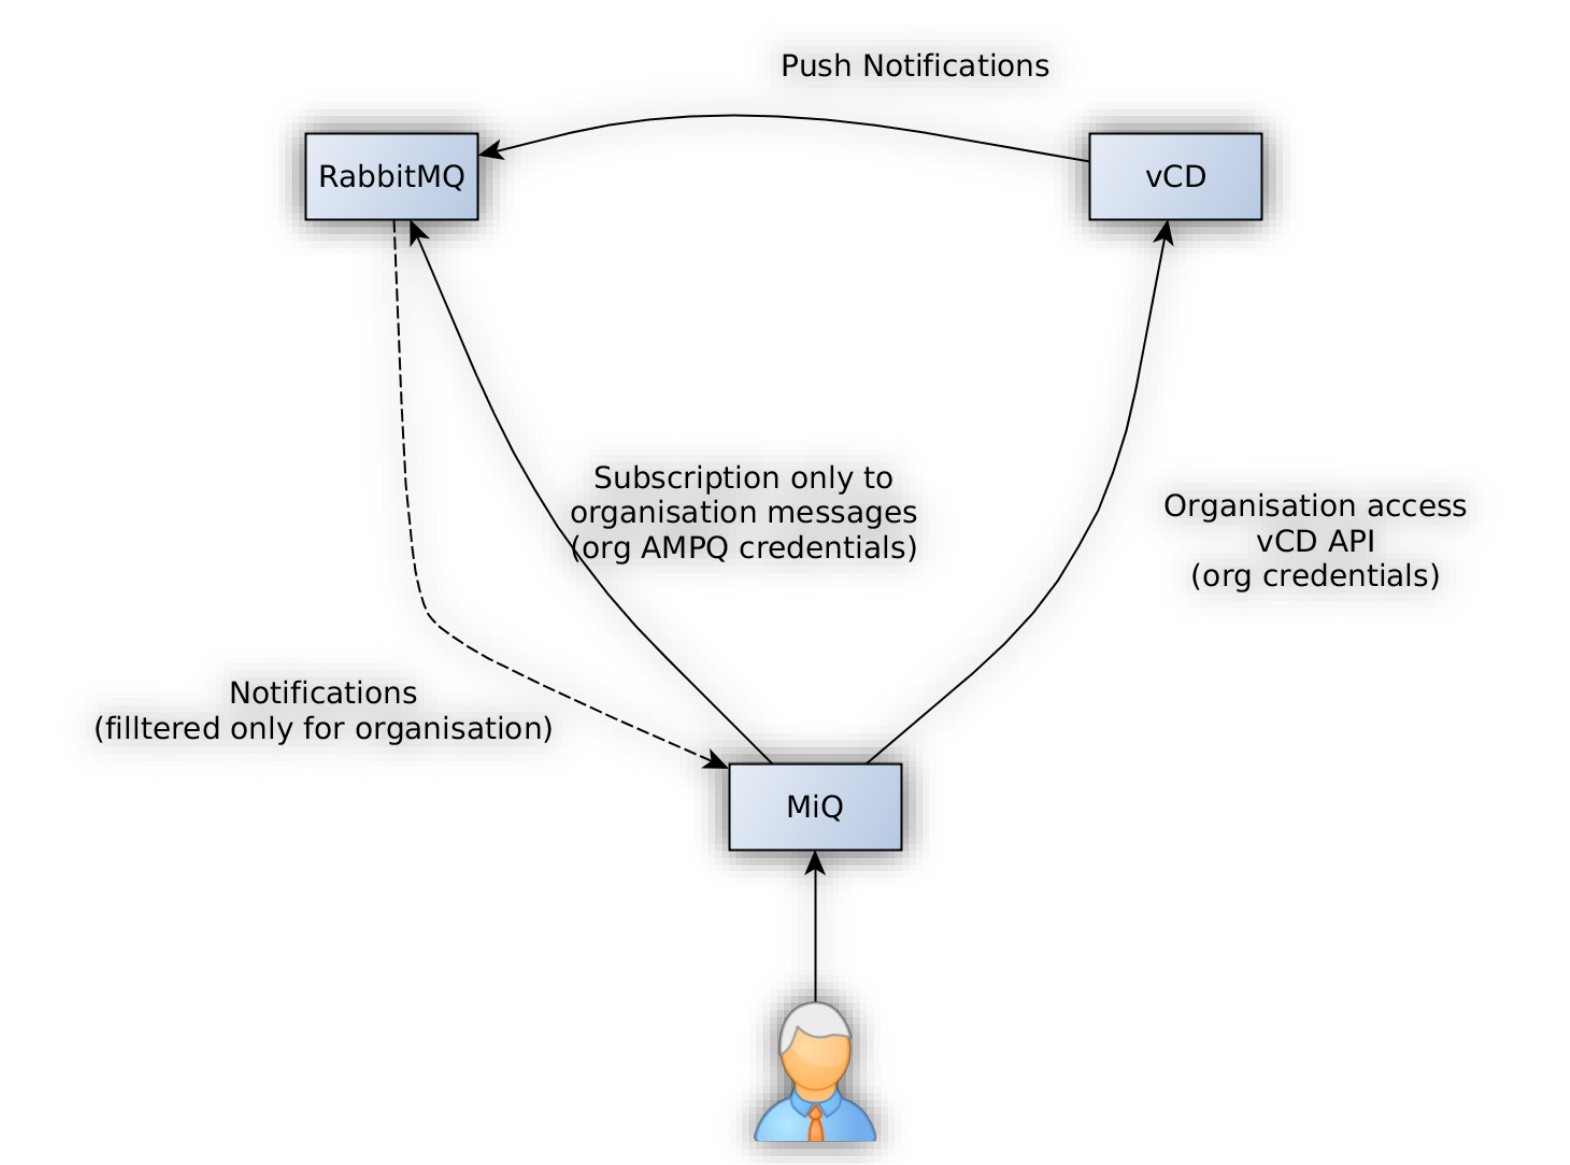 Push Notifications
RabbitMQ
vCD
Subscription only to
organisation messages
(org AMPQ credentials)
Organisation access
vCD API
(org credentials)
Notifications
(filltered only for organisation)
MiQ